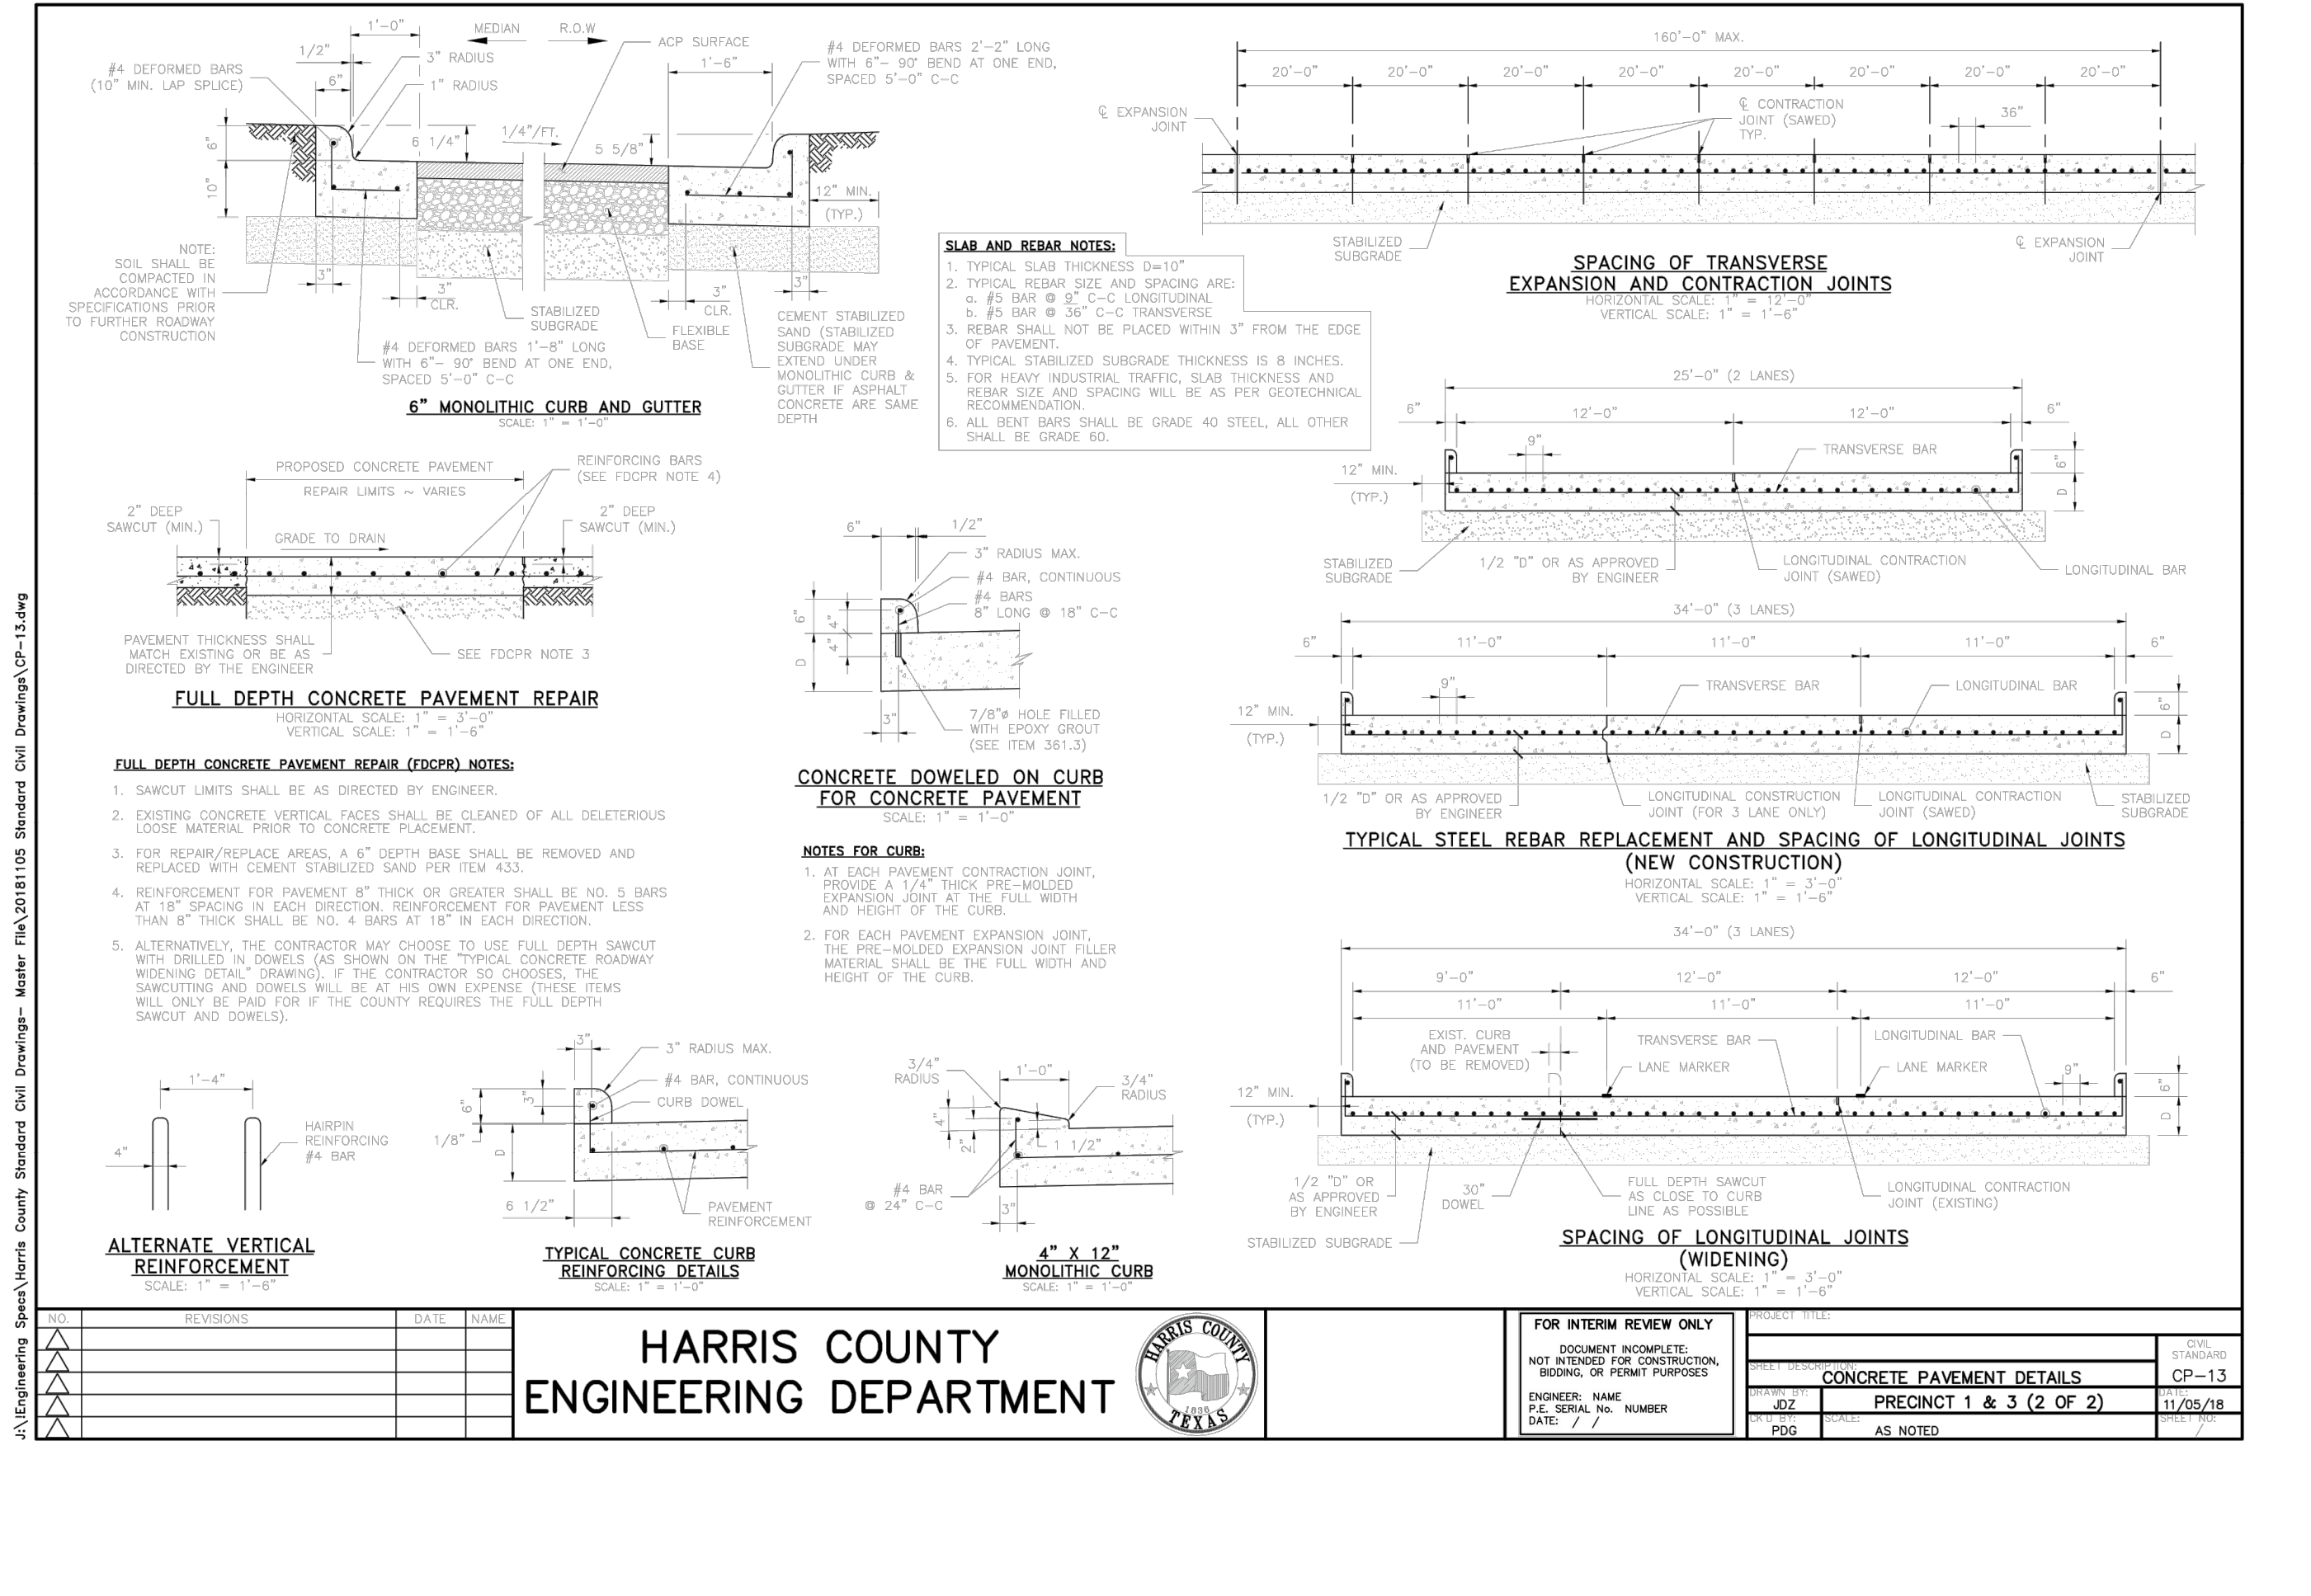 1'-0"
MEDIAN
R.O.W
ACP SURFACE
1/2"
3" RADIUS
#4 DEFORMED BARS
(10" MIN. LAP SPLICE)
6"
1" RADIUS
1'-6"
#4 DEFORMED BARS 2'-2" LONG
WITH 6"- 90° BEND AT ONE END,
SPACED 5'-0" C-C
6"
10"
6 1/4"
1/4"/FT.
5 5/8"
12" MIN.
(TYP.)
NOTE:
SOIL SHALL BE
COMPACTED IN
ACCORDANCE WITH
SPECIFICATIONS PRIOR
TO FURTHER ROADWAY
CONSTRUCTION
3"
3"
CLR.
STABILIZED
SUBGRADE
3"
CLR.
FLEXIBLE
BASE
3"
CEMENT STABILIZED
SAND (STABILIZED
SUBGRADE MAY
EXTEND UNDER
MONOLITHIC CURB &
GUTTER IF ASPHALT
CONCRETE ARE SAME
DEPTH
#4 DEFORMED BARS 1'-8" LONG
WITH 6"- 90° BEND AT ONE END,
SPACED 5'-0" C-C
6" MONOLITHIC CURB AND GUTTER
SCALE: 1" = 1'-0"
SLAB AND REBAR NOTES:
1. TYPICAL SLAB THICKNESS D=10"
2. TYPICAL REBAR SIZE AND SPACING ARE:
a. #5 BAR @ 9" C-C LONGITUDINAL
b. #5 BAR @ 36" C-C TRANSVERSE
3. REBAR SHALL NOT BE PLACED WITHIN 3" FROM THE EDGE
OF PAVEMENT.
4. TYPICAL STABILIZED SUBGRADE THICKNESS IS 8 INCHES.
5. FOR HEAVY INDUSTRIAL TRAFFIC, SLAB THICKNESS AND
REBAR SIZE AND SPACING WILL BE AS PER GEOTECHNICAL
RECOMMENDATION.
6. ALL BENT BARS SHALL BE GRADE 40 STEEL, ALL OTHER
SHALL BE GRADE 60.
160'-0" MAX.
20'-0" 20'-0" 20'-0" 20'-0" 20'-0" 20'-0" 20'-0" 20'-0"
℄ EXPANSION
JOINT
℄ CONTRACTION
JOINT (SAWED)
TYP.
36"
STABILIZED
SUBGRADE
℄ EXPANSION
JOINT
SPACING OF TRANSVERSE
EXPANSION AND CONTRACTION JOINTS
HORIZONTAL SCALE: 1" = 12'-0"
VERTICAL SCALE: 1" = 1'-6"
25'-0" (2 LANES)
6"
12'-0"
12'-0"
6"
9"
TRANSVERSE BAR
12" MIN.
(TYP.)
6"
D
STABILIZED
SUBGRADE
1/2 "D" OR AS APPROVED
BY ENGINEER
LONGITUDINAL CONTRACTION
JOINT (SAWED)
LONGITUDINAL BAR
34'-0" (3 LANES)
6"
11'-0"
11'-0"
11'-0"
6"
9"
TRANSVERSE BAR
LONGITUDINAL BAR
12" MIN.
(TYP.)
6"
D
1/2 "D" OR AS APPROVED
BY ENGINEER
LONGITUDINAL CONSTRUCTION
JOINT (FOR 3 LANE ONLY)
LONGITUDINAL CONTRACTION
JOINT (SAWED)
STABILIZED
SUBGRADE
TYPICAL STEEL REBAR REPLACEMENT AND SPACING OF LONGITUDINAL JOINTS
(NEW CONSTRUCTION)
HORIZONTAL SCALE: 1" = 3'-0"
VERTICAL SCALE: 1" = 1'-6"
34'-0" (3 LANES)
9'-0"
12'-0"
12'-0"
6"
11'-0"
11'-0"
11'-0"
EXIST. CURB
AND PAVEMENT
(TO BE REMOVED)
TRANSVERSE BAR
LANE MARKER
LONGITUDINAL BAR
LANE MARKER
9"
12" MIN.
(TYP.)
6"
D
1/2 "D" OR
AS APPROVED
BY ENGINEER
30"
DOWEL
FULL DEPTH SAWCUT
AS CLOSE TO CURB
LINE AS POSSIBLE
LONGITUDINAL CONTRACTION
JOINT (EXISTING)
STABILIZED SUBGRADE
SPACING OF LONGITUDINAL JOINTS
(WIDENING)
HORIZONTAL SCALE: 1" = 3'-0"
VERTICAL SCALE: 1" = 1'-6"
PROPOSED CONCRETE PAVEMENT
REPAIR LIMITS ~ VARIES
REINFORCING BARS
(SEE FDCPR NOTE 4)
2" DEEP
SAWCUT (MIN.)
GRADE TO DRAIN
2" DEEP
SAWCUT (MIN.)
PAVEMENT THICKNESS SHALL
MATCH EXISTING OR BE AS
DIRECTED BY THE ENGINEER
SEE FDCPR NOTE 3
FULL DEPTH CONCRETE PAVEMENT REPAIR
HORIZONTAL SCALE: 1" = 3'-0"
VERTICAL SCALE: 1" = 1'-6"
FULL DEPTH CONCRETE PAVEMENT REPAIR (FDCPR) NOTES:
1. SAWCUT LIMITS SHALL BE AS DIRECTED BY ENGINEER.
2. EXISTING CONCRETE VERTICAL FACES SHALL BE CLEANED OF ALL DELETERIOUS
LOOSE MATERIAL PRIOR TO CONCRETE PLACEMENT.
3. FOR REPAIR/REPLACE AREAS, A 6" DEPTH BASE SHALL BE REMOVED AND
REPLACED WITH CEMENT STABILIZED SAND PER ITEM 433.
4. REINFORCEMENT FOR PAVEMENT 8" THICK OR GREATER SHALL BE NO. 5 BARS
AT 18" SPACING IN EACH DIRECTION. REINFORCEMENT FOR PAVEMENT LESS
THAN 8" THICK SHALL BE NO. 4 BARS AT 18" IN EACH DIRECTION.
5. ALTERNATIVELY, THE CONTRACTOR MAY CHOOSE TO USE FULL DEPTH SAWCUT
WITH DRILLED IN DOWELS (AS SHOWN ON THE "TYPICAL CONCRETE ROADWAY
WIDENING DETAIL" DRAWING). IF THE CONTRACTOR SO CHOOSES, THE
SAWCUTTING AND DOWELS WILL BE AT HIS OWN EXPENSE (THESE ITEMS
WILL ONLY BE PAID FOR IF THE COUNTY REQUIRES THE FULL DEPTH
SAWCUT AND DOWELS).
6"
1/2"
3" RADIUS MAX.
#4 BAR, CONTINUOUS
#4 BARS
8" LONG @ 18" C-C
6"
4"
4"
D
3"
7/8"ø HOLE FILLED
WITH EPOXY GROUT
(SEE ITEM 361.3)
CONCRETE DOWELED ON CURB
FOR CONCRETE PAVEMENT
SCALE: 1" = 1'-0"
NOTES FOR CURB:
1. AT EACH PAVEMENT CONTRACTION JOINT,
PROVIDE A 1/4" THICK PRE-MOLDED
EXPANSION JOINT AT THE FULL WIDTH
AND HEIGHT OF THE CURB.
2. FOR EACH PAVEMENT EXPANSION JOINT,
THE PRE-MOLDED EXPANSION JOINT FILLER
MATERIAL SHALL BE THE FULL WIDTH AND
HEIGHT OF THE CURB.
1'-4"
4"
HAIRPIN
REINFORCING
#4 BAR
ALTERNATE VERTICAL
REINFORCEMENT
SCALE: 1" = 1'-6"
3"
3" RADIUS MAX.
#4 BAR, CONTINUOUS
CURB DOWEL
6"
3"
1/8"
D
6 1/2"
PAVEMENT
REINFORCEMENT
TYPICAL CONCRETE CURB
REINFORCING DETAILS
SCALE: 1" = 1'-0"
3/4"
RADIUS
1'-0"
3/4"
RADIUS
4"
2"
1 1/2"
#4 BAR
@ 24" C-C
3"
4" X 12"
MONOLITHIC CURB
SCALE: 1" = 1'-0"
J:\!Engineering Specs\Harris County Standard Civil Drawings- Master File\20181105 Standard Civil Drawings\CP-13.dwg
NO. REVISIONS DATE NAME
HARRIS COUNTY
ENGINEERING DEPARTMENT
HARRIS COUNTY
1836
TEXAS
FOR INTERIM REVIEW ONLY
DOCUMENT INCOMPLETE:
NOT INTENDED FOR CONSTRUCTION,
BIDDING, OR PERMIT PURPOSES
ENGINEER: NAME
P.E. SERIAL No. NUMBER
DATE: / /
PROJECT TITLE:
SHEET DESCRIPTION:
CONCRETE PAVEMENT DETAILS
CIVIL
STANDARD
CP-13
DRAWN BY:
JDZ
PRECINCT 1 & 3 (2 OF 2)
DATE:
11/05/18
CK'D BY:
PDG
SCALE:
AS NOTED
SHEET NO:
/